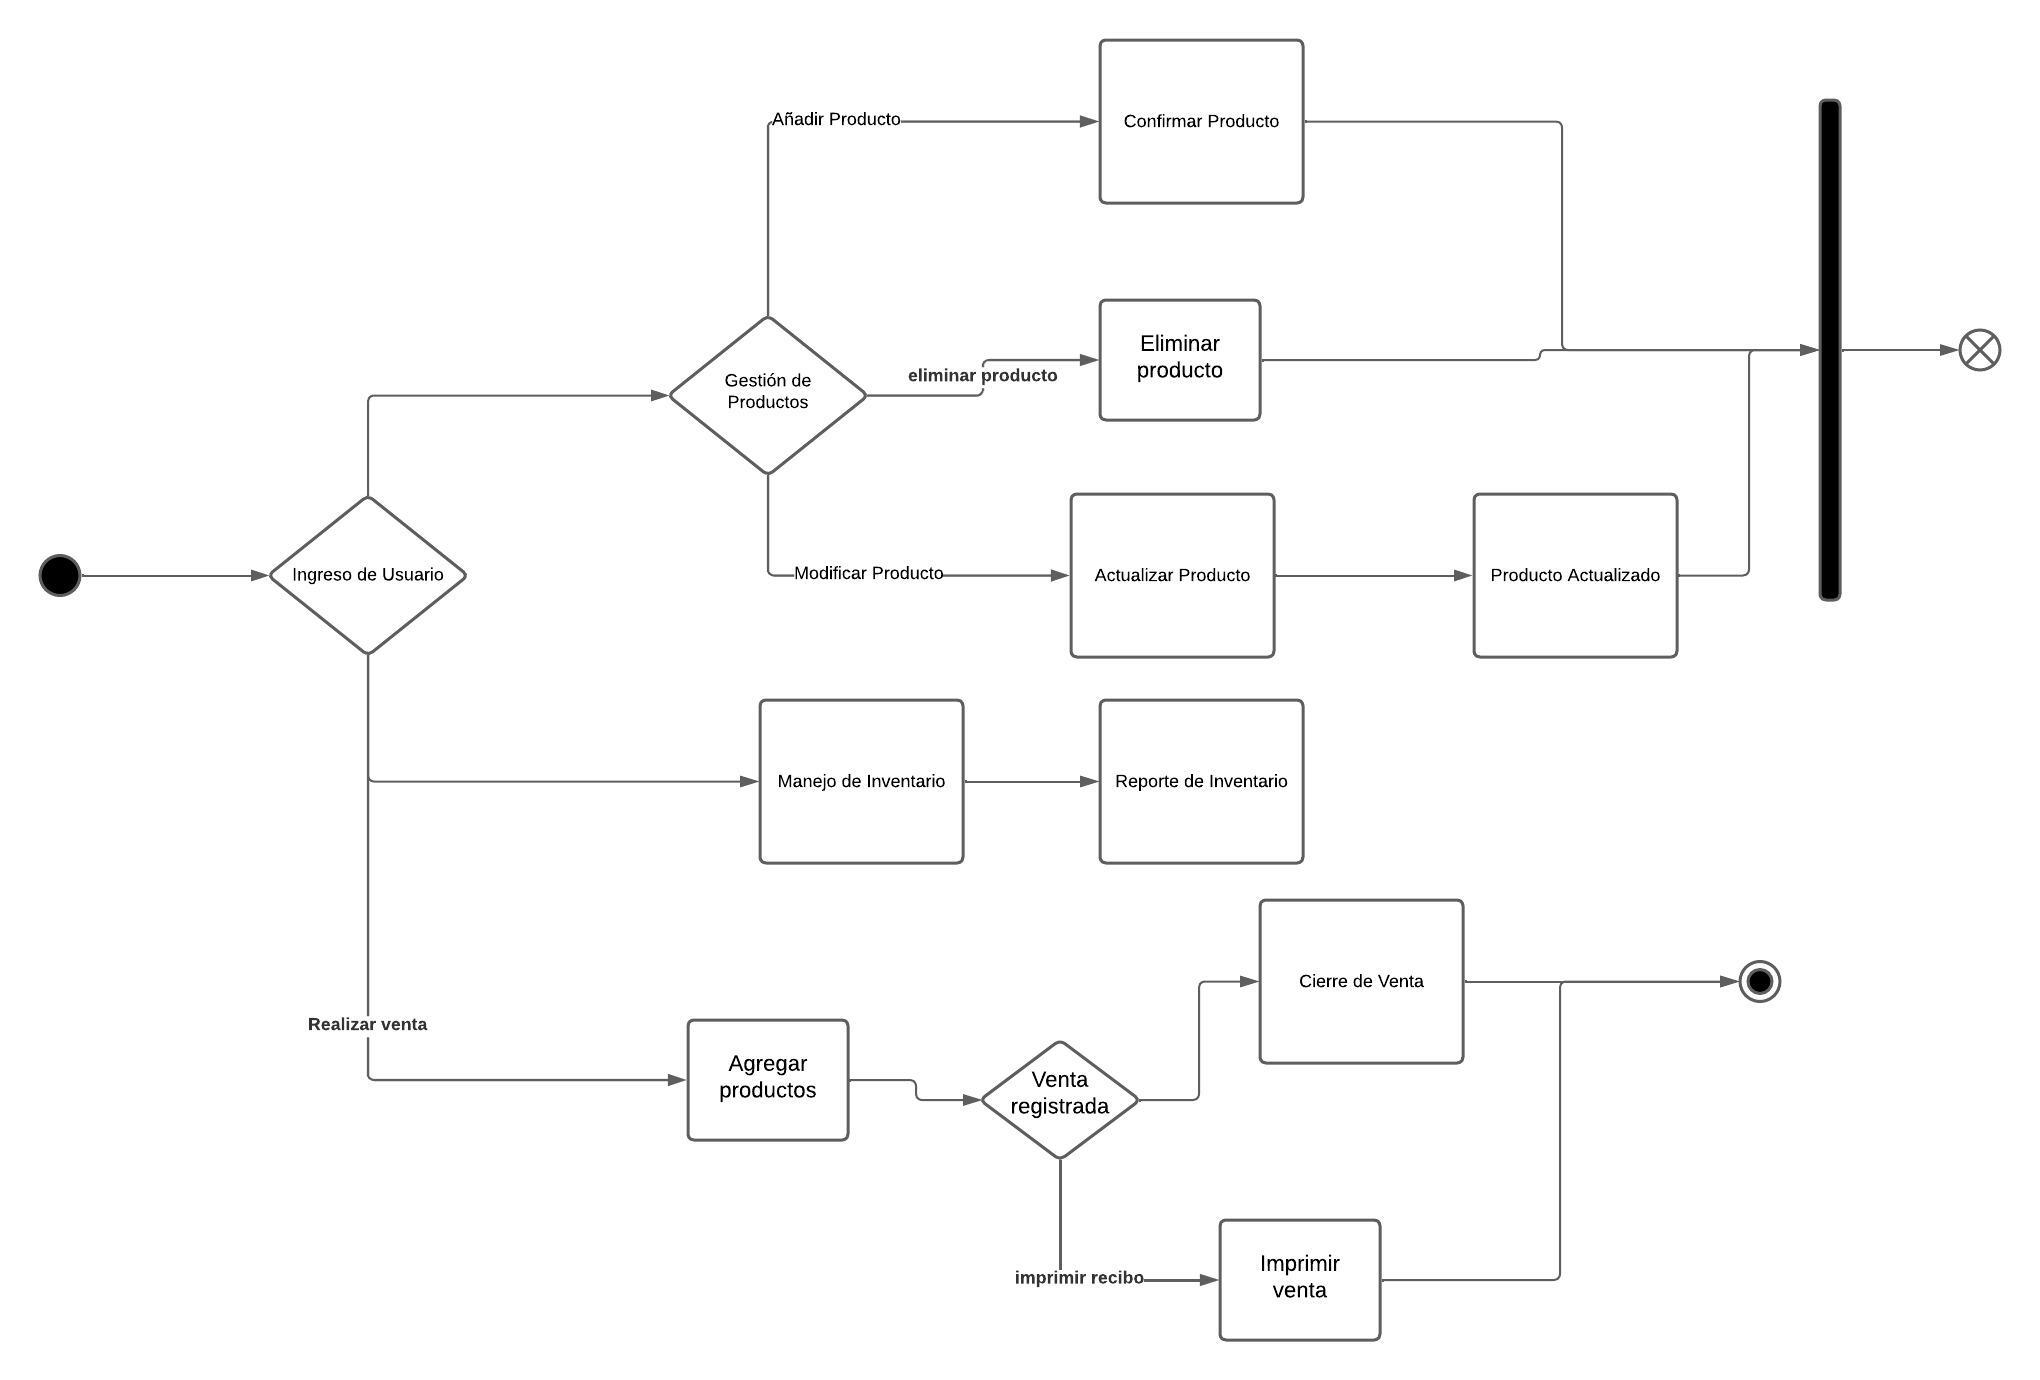 Añadir Producto
Confirmar Producto
Gestión de
Productos
eliminar producto
Eliminar
producto
Ingreso de Usuario
Modificar Producto
Actualizar Producto
Producto Actualizado
Manejo de Inventario
Reporte de Inventario
Realizar venta
Agregar
productos
Venta
registrada
Cierre de Venta
imprimir recibo
Imprimir
venta